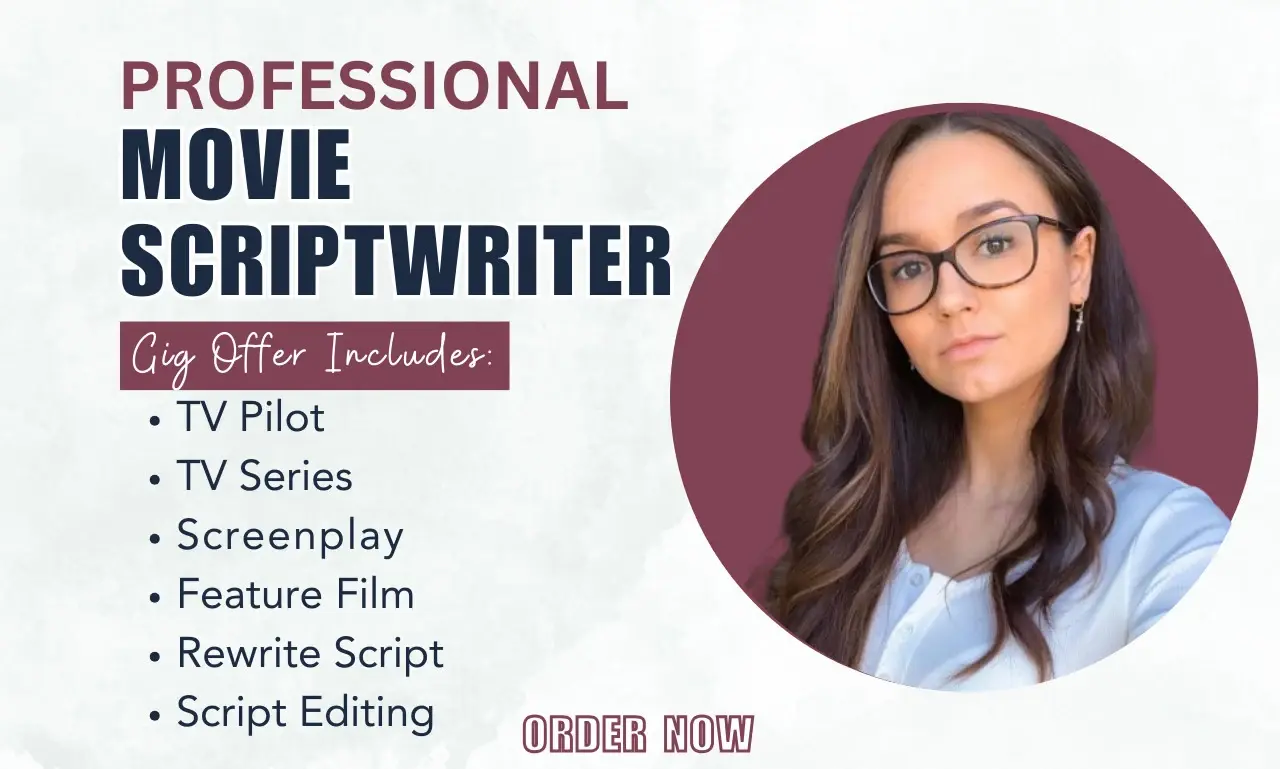 PROFESSIONAL
MOVIE
SCRIPTWRITER
Gig Offer Includes:
• TV Pilot
• TV Series
• Screenplay
• Feature Film
• Rewrite Script
• Script Editing
ORDER NOW